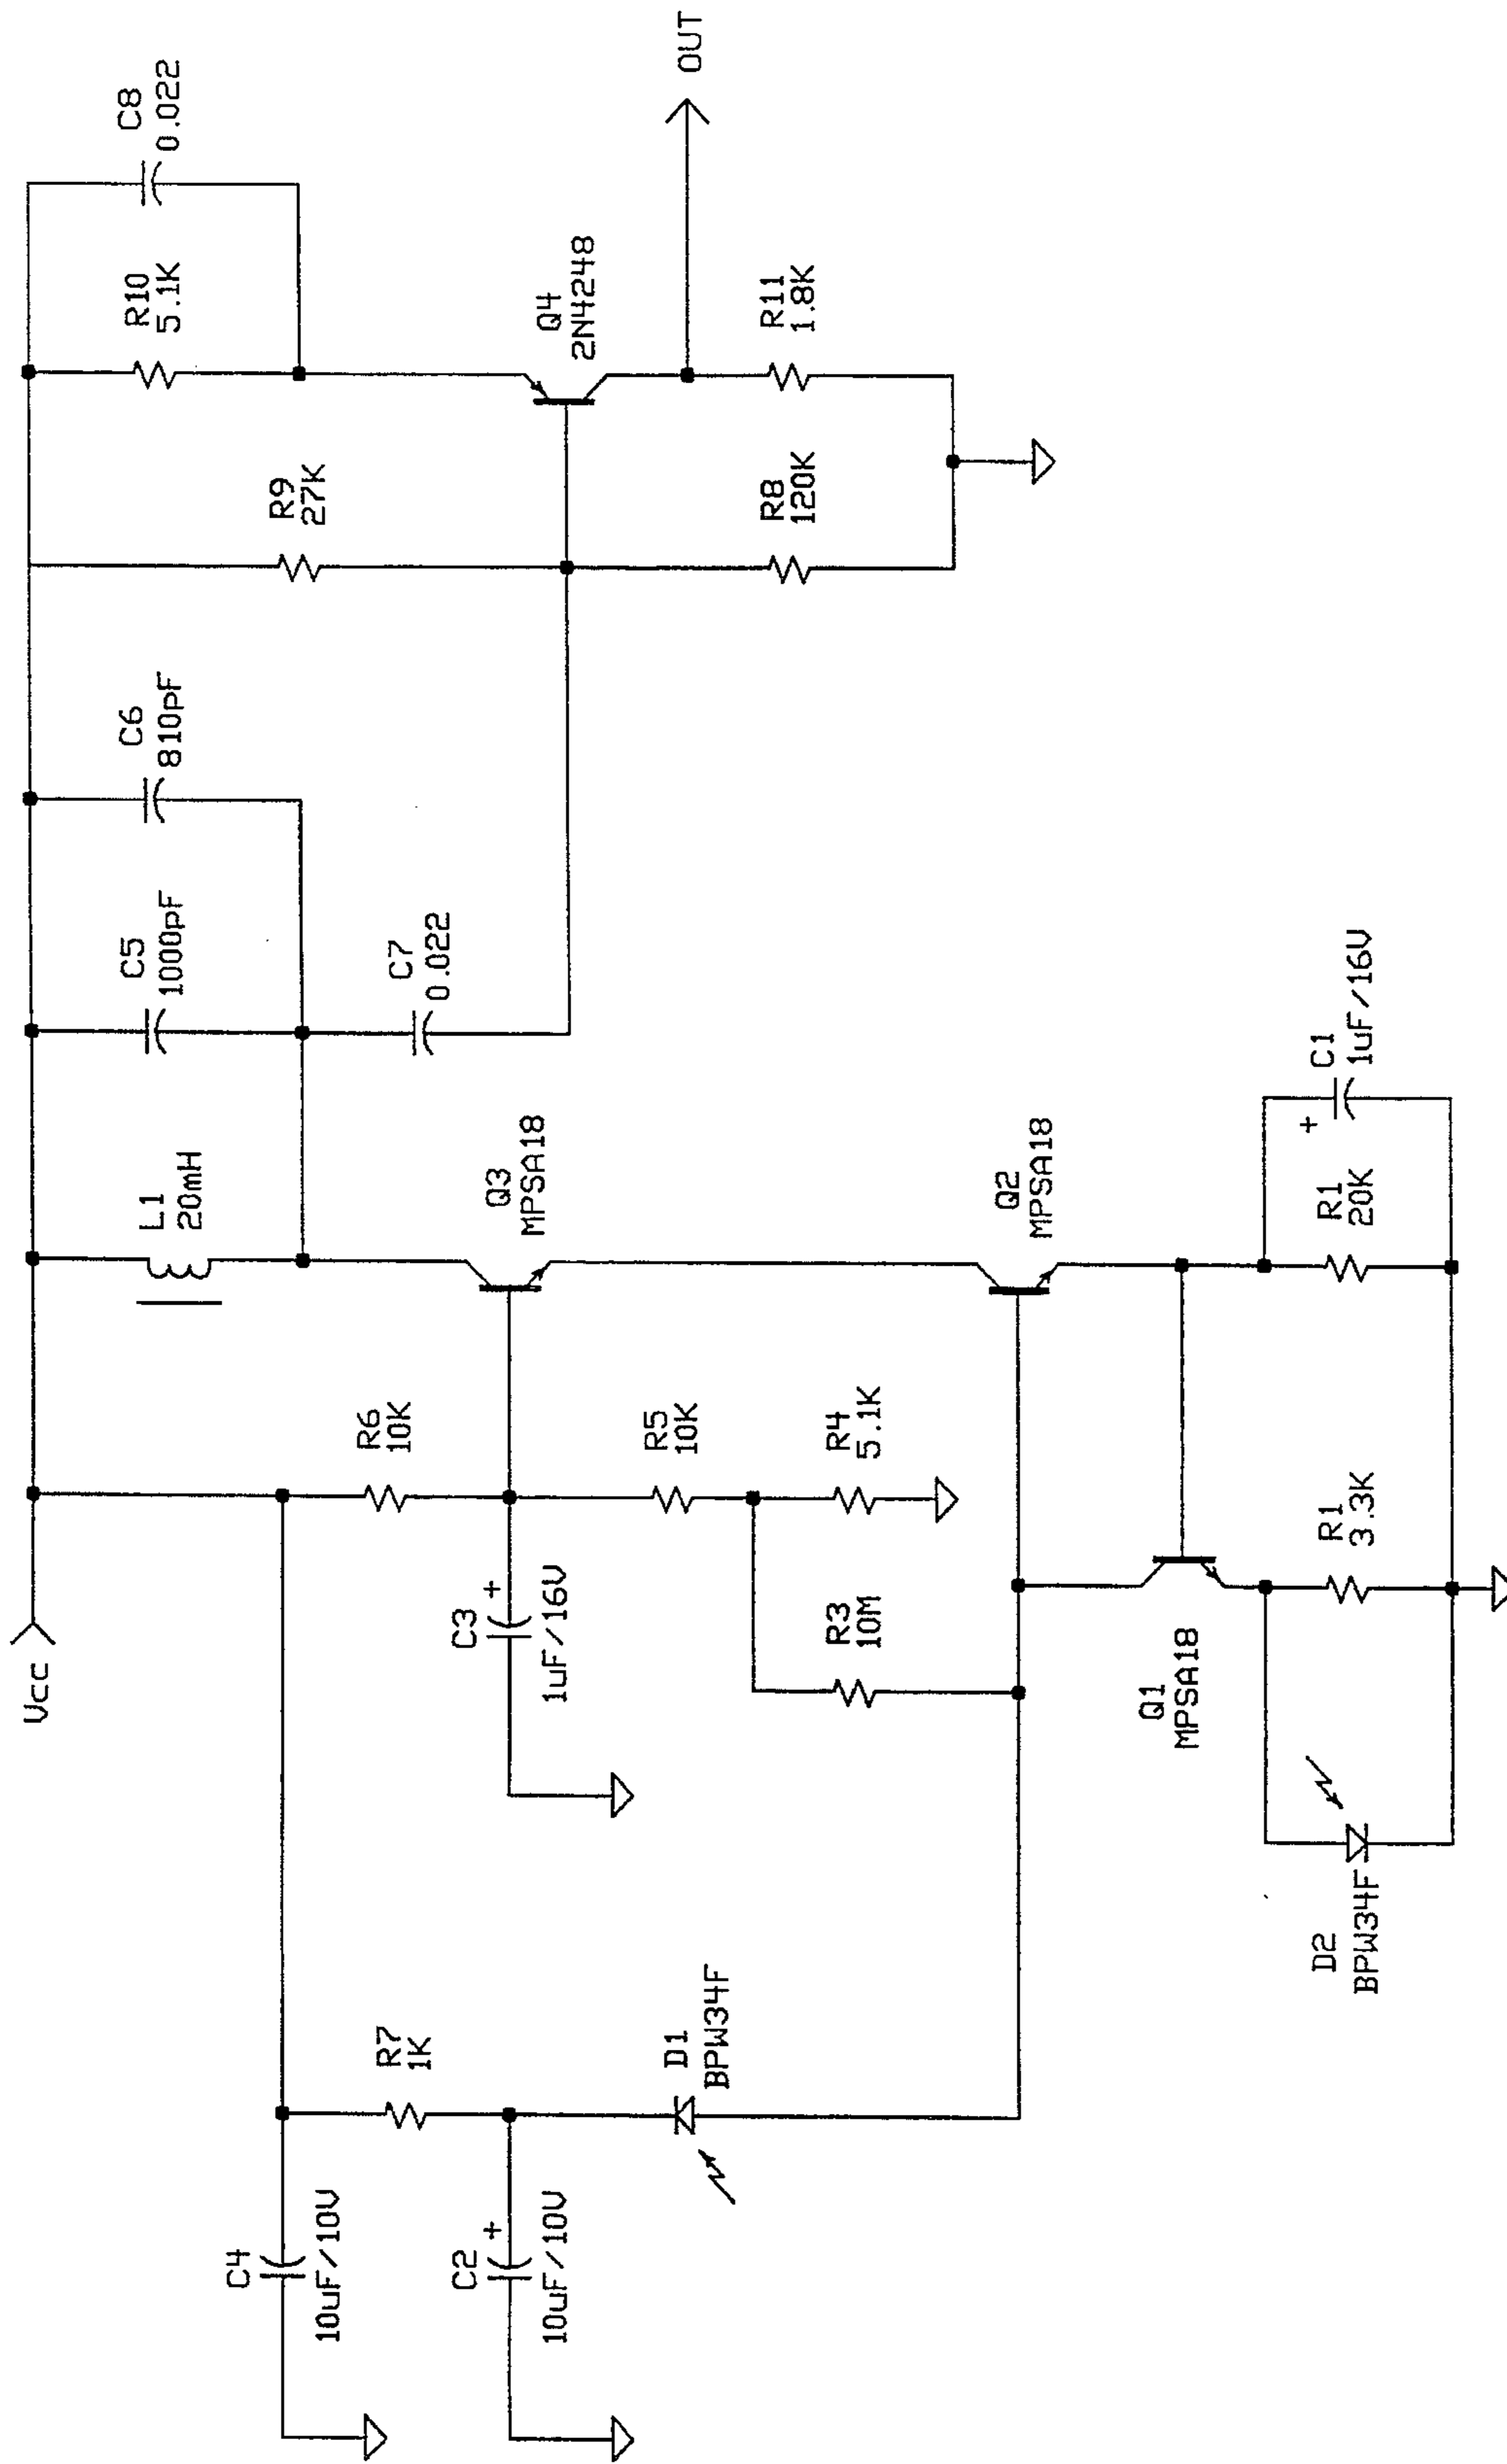 Vcc
C4
10uF/10V
R7
1K
C2
+
10uF/10V
D1
BPW34F
R6
10K
C3
+
1uF/16V
R5
10K
R3
10M
R4
5.1K
L1
20mH
Q3
MPSA18
Q2
MPSA18
Q1
MPSA18
D2
BPW34F
R1
3.3K
R1
20K
+
C1
1uF/16V
C5
1000pF
C6
810pF
C7
0.022
R9
27K
R10
5.1K
C8
0.022
Q4
2N4248
R8
120K
R11
1.8K
OUT